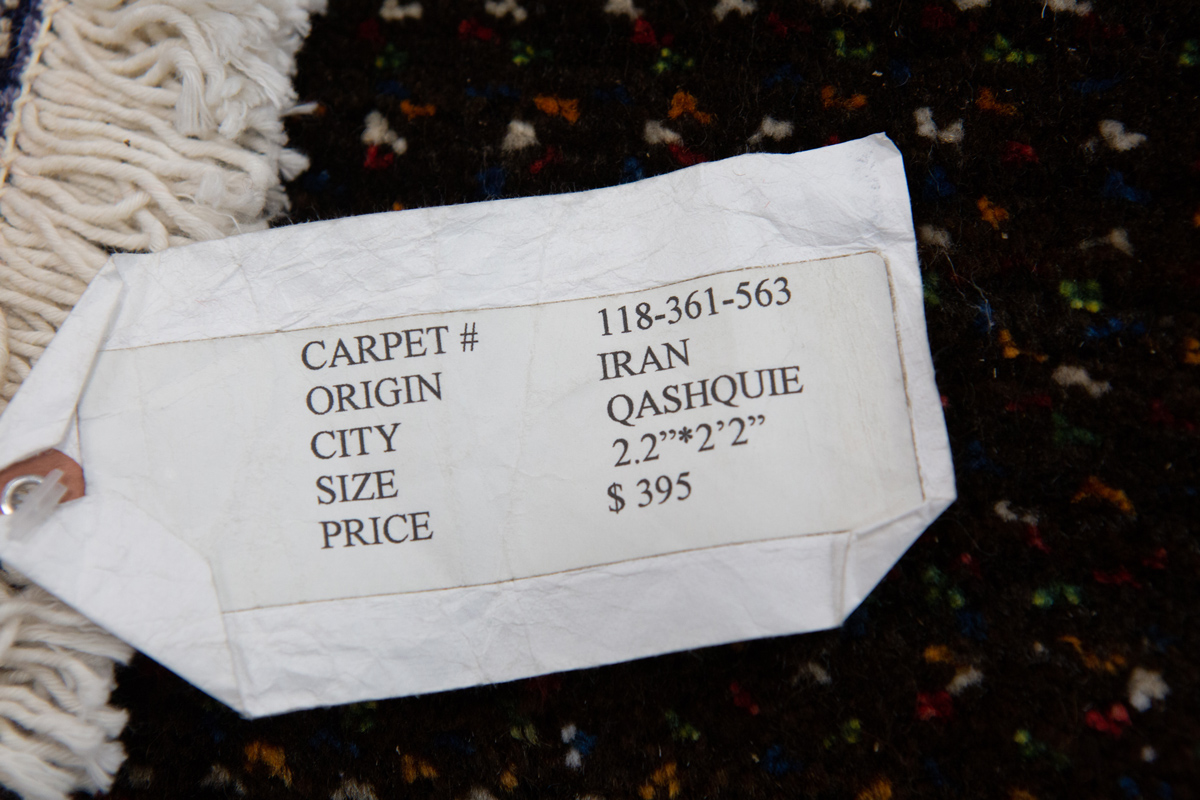 CARPET # 118-361-563
ORIGIN IRAN
CITY QASHQUIE
SIZE 2.2”*2’2”
PRICE $ 395